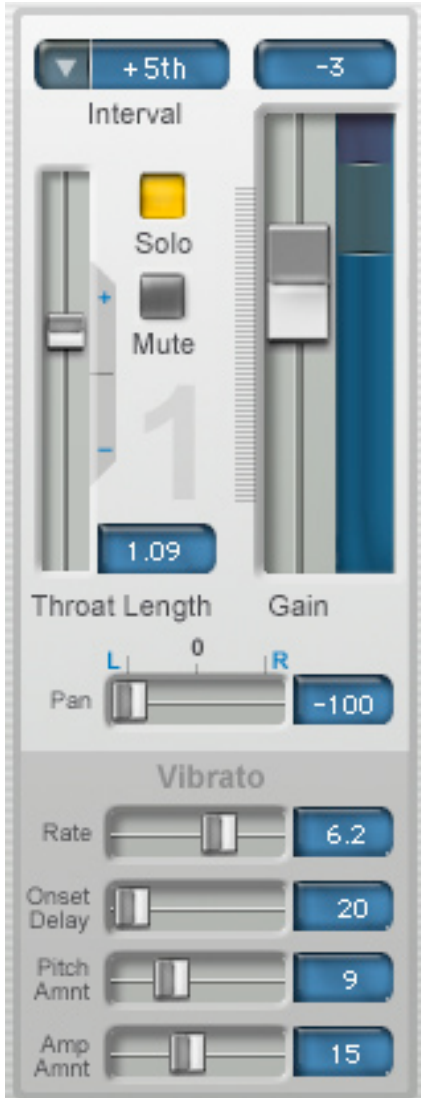 +5th
-3
Interval
Solo
+
Mute
1
−
1.09
Throat Length
Gain
L 0 R
Pan -100
Vibrato
Rate 6.2
Onset
Delay 20
Pitch
Amnt 9
Amp
Amnt 15